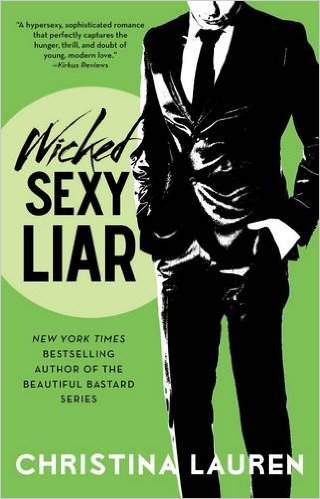 "A hypersexy, sophisticated romance
that perfectly captures the
hunger, thrill, and doubt of
young, modern love."
—Kirkus Reviews
Wicked
SEXY
LIAR
NEW YORK TIMES
BESTSELLING
AUTHOR OF THE
BEAUTIFUL BASTARD
SERIES
CHRISTINA LAUREN